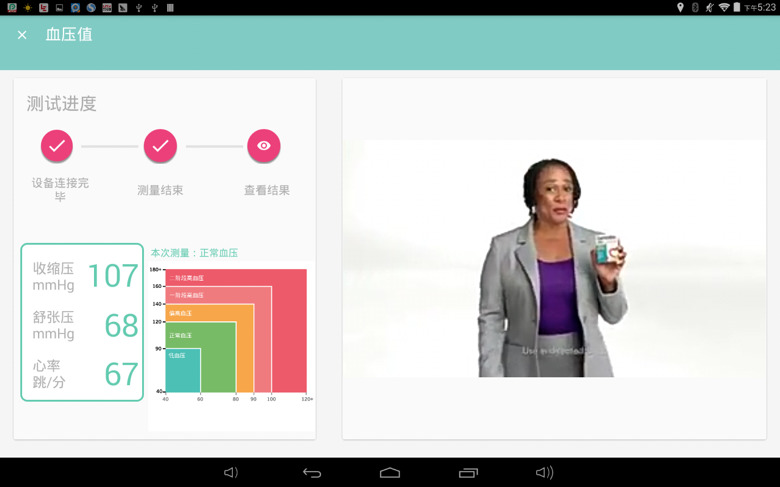 下午5:23
血压值
测试进度
设备连接完
毕
测量结束
查看结果
收缩压
mmHg
107
舒张压
mmHg
68
心率
跳/分
67
本次测量：正常血压
180+
160
140
120
90
40
二阶段高血压
一阶段高血压
偏高血压
正常血压
低血压
40
60
80
90
100
120+
Use as directed.